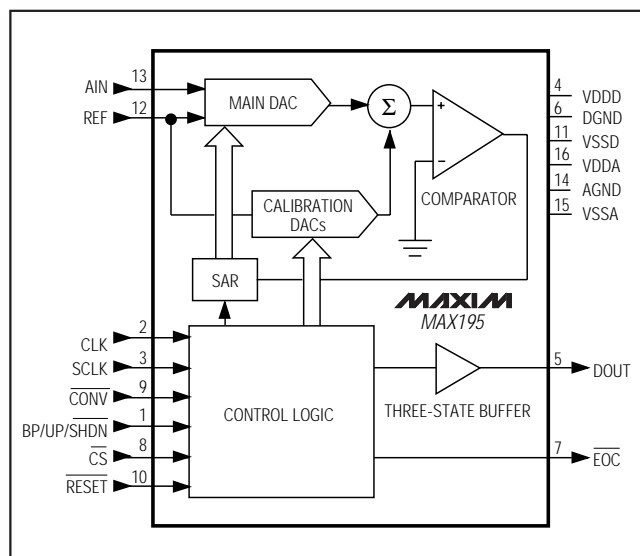 AIN
13
REF
12
MAIN DAC
Σ
+
−
COMPARATOR
CALIBRATION
DACs
SAR
MAXIM
MAX195
4
VDDD
6
DGND
11
VSSD
16
VDDA
14
AGND
15
VSSA
CLK
2
SCLK
3
CONV
9
BP/UP/SHDN
1
CS
8
RESET
10
CONTROL LOGIC
THREE-STATE BUFFER
5
DOUT
7
EOC